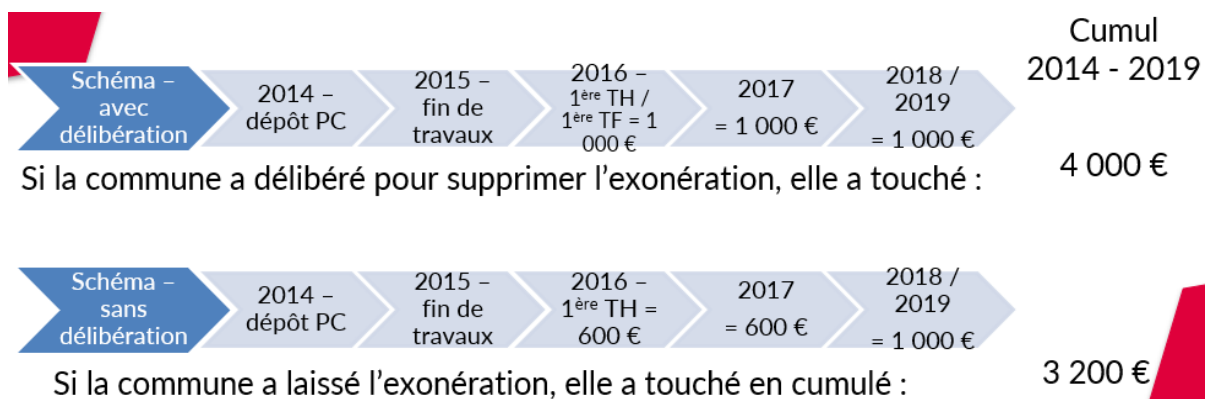 Cumul
2014 - 2019
Schéma –
avec
délibération
2014 –
dépôt PC
2015 –
fin de
travaux
2016 –
1ère TH /
1ère TF = 1
000 €
2017
= 1 000 €
2018 /
2019
= 1 000 €
Si la commune a délibéré pour supprimer l’exonération, elle a touché :
4 000 €
Schéma –
sans
délibération
2014 –
dépôt PC
2015 –
fin de
travaux
2016 –
1ère TH =
600 €
2017
= 600 €
2018 /
2019
= 1 000 €
Si la commune a laissé l’exonération, elle a touché en cumulé :
3 200 €